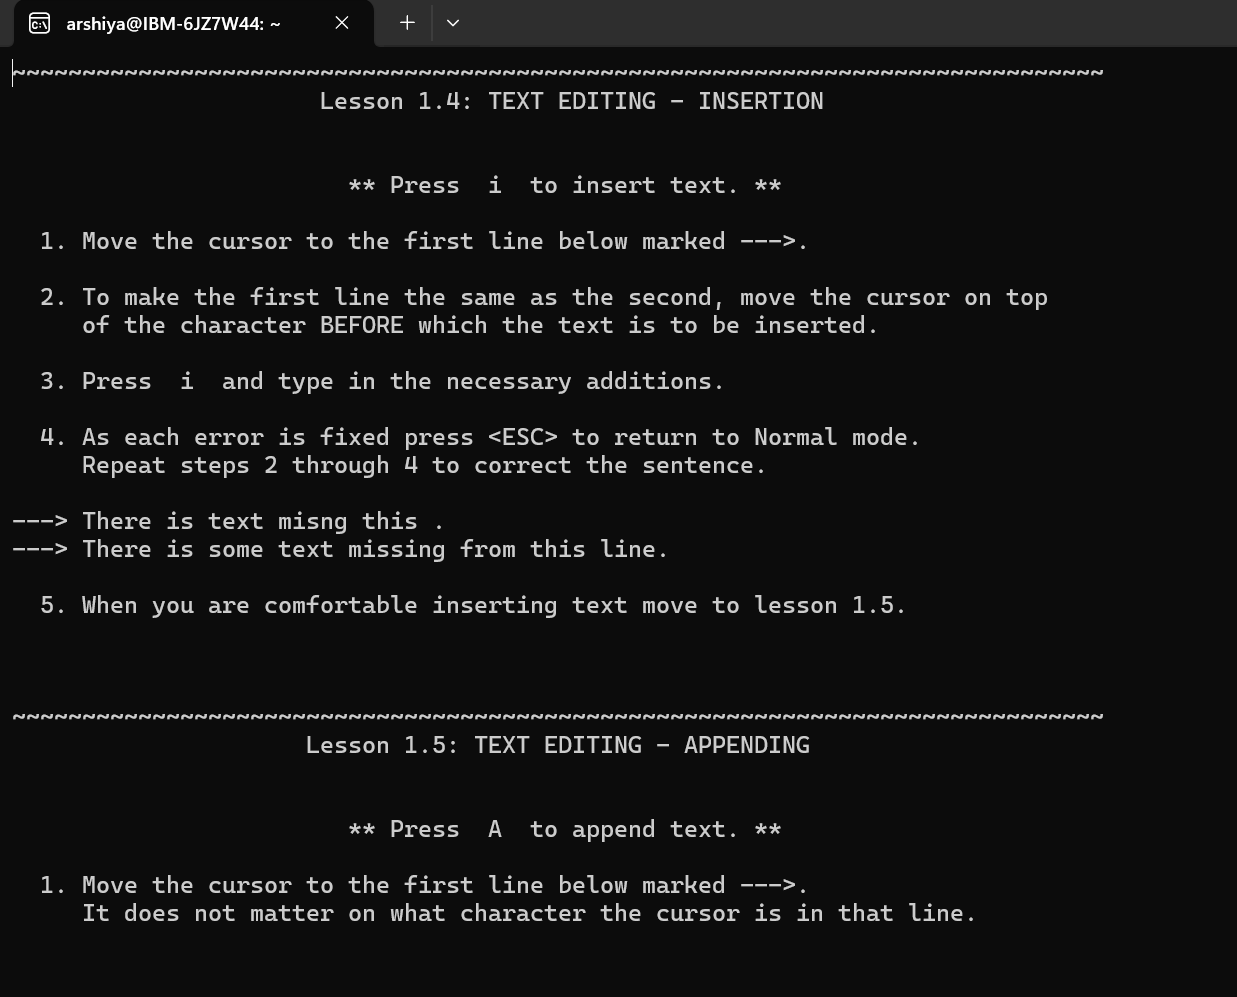 arshiya@IBM-6JZ7W44: ~
~~~~~~~~~~~~~~~~~~~~~~~~~~~~~~~~~~~~~~~~~~~~~~~~~~~~~~~~~~~~~~~~~~~~~~~~~~~~~~
Lesson 1.4: TEXT EDITING - INSERTION
** Press  i  to insert text. **
1. Move the cursor to the first line below marked --->.
2. To make the first line the same as the second, move the cursor on top
of the character BEFORE which the text is to be inserted.
3. Press  i  and type in the necessary additions.
4. As each error is fixed press <ESC> to return to Normal mode.
Repeat steps 2 through 4 to correct the sentence.
---> There is text misng this .
---> There is some text missing from this line.
5. When you are comfortable inserting text move to lesson 1.5.
~~~~~~~~~~~~~~~~~~~~~~~~~~~~~~~~~~~~~~~~~~~~~~~~~~~~~~~~~~~~~~~~~~~~~~~~~~~~~~
Lesson 1.5: TEXT EDITING - APPENDING
** Press  A  to append text. **
1. Move the cursor to the first line below marked --->.
It does not matter on what character the cursor is in that line.